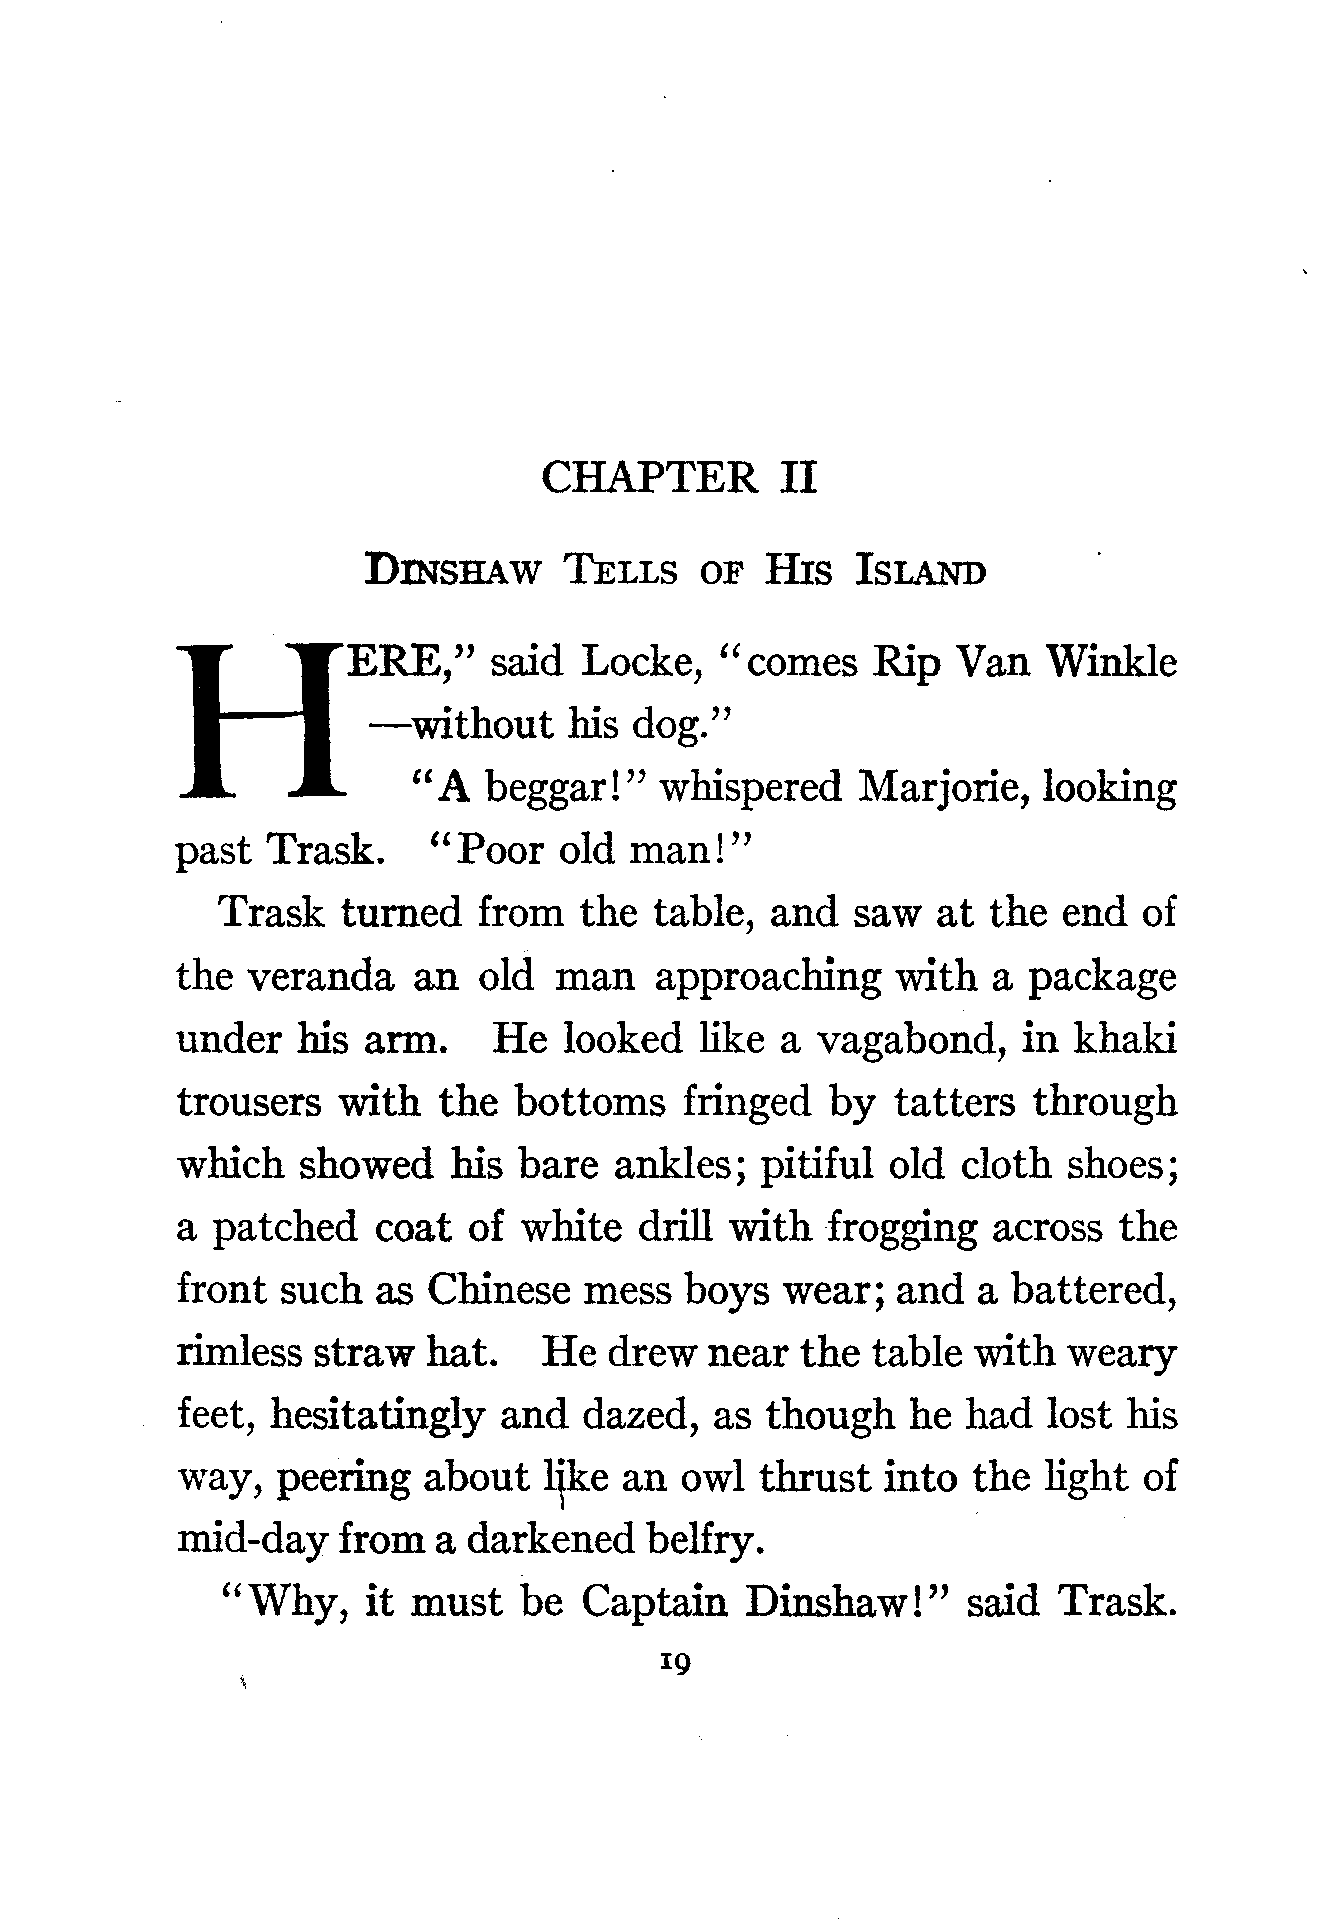 CHAPTER II
DINSHAW TELLS OF HIS ISLAND
HERE," said Locke, "comes Rip Van Winkle
—without his dog."
"A beggar!" whispered Marjorie, looking
past Trask. "Poor old man!"
Trask turned from the table, and saw at the end of
the veranda an old man approaching with a package
under his arm. He looked like a vagabond, in khaki
trousers with the bottoms fringed by tatters through
which showed his bare ankles; pitiful old cloth shoes;
a patched coat of white drill with frogging across the
front such as Chinese mess boys wear; and a battered,
rimless straw hat. He drew near the table with weary
feet, hesitatingly and dazed, as though he had lost his
way, peering about like an owl thrust into the light of
mid-day from a darkened belfry.
"Why, it must be Captain Dinshaw!" said Trask.
19